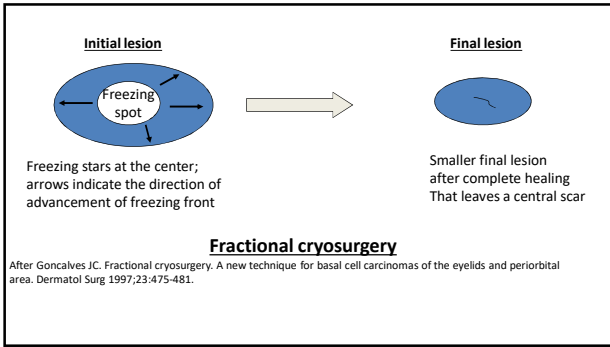 Initial lesion
Final lesion
Freezing
spot
Freezing stars at the center;
arrows indicate the direction of
advancement of freezing front
Smaller final lesion
after complete healing
That leaves a central scar
Fractional cryosurgery
After Goncalves JC. Fractional cryosurgery. A new technique for basal cell carcinomas of the eyelids and periorbital
area. Dermatol Surg 1997;23:475-481.